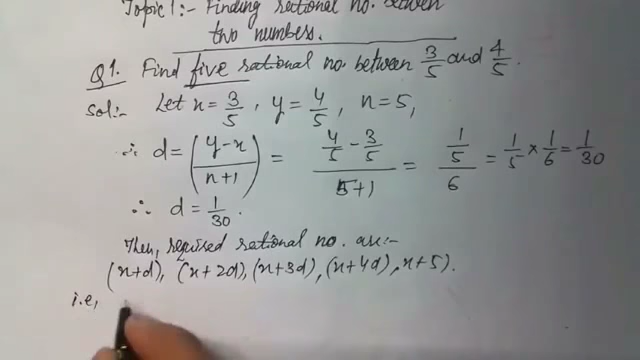 Topic 1:- Finding rational no. between
two numbers.
Q1. Find five rational no. between 3/5 and 4/5.
Sol:- Let x = 3/5, y = 4/5, n = 5,
∴ d = (y-x / n+1) = 4/5 - 3/5 / 5+1 = 1/5 / 6 = 1/5 × 1/6 = 1/30
∴ d = 1/30.
Then, required rational no. are:-
(x+d), (x+2d), (x+3d), (x+4d), x+5).
i.e,